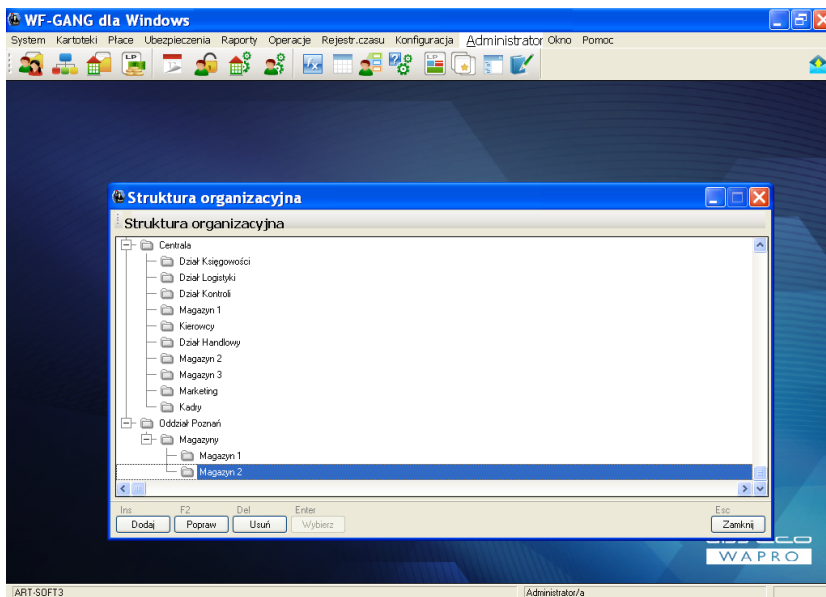 WF-GANG dla Windows
System Kartoteki Płace Ubezpieczenia Raporty Operacje Rejestr.czasu Konfiguracja Administrator Okno Pomoc
Struktura organizacyjna
Struktura organizacyjna
Centrala
Dział Księgowości
Dział Logistyki
Dział Kontroli
Magazyn 1
Kierowcy
Dział Handlowy
Magazyn 2
Magazyn 3
Marketing
Kadry
Oddział Poznań
Magazyny
Magazyn 1
Magazyn 2
Ins F2 Del Enter Esc
Dodaj Popraw Usuń Wybierz Zamknij
WAPRO
ART-SOFT3 Administrator/a